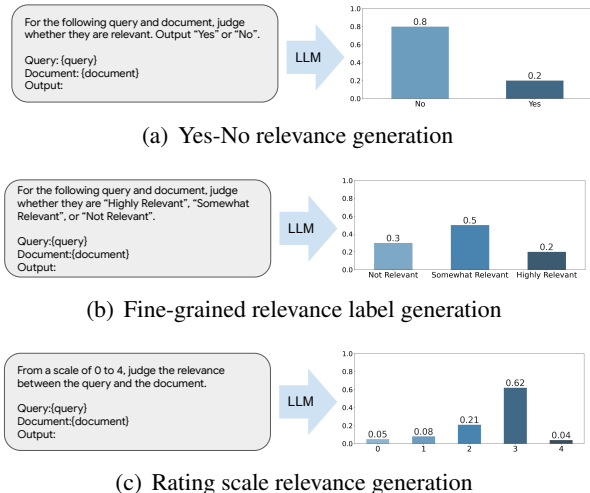 For the following query and document, judge
whether they are relevant. Output “Yes” or “No”.
Query: {query}
Document: {document}
Output:
LLM
1.0
0.8
0.6
0.4
0.2
0.0
0.8
0.2
No Yes
(a) Yes-No relevance generation
For the following query and document, judge
whether they are “Highly Relevant”, “Somewhat
Relevant”, or “Not Relevant”.
Query:{query}
Document:{document}
Output:
LLM
1.0
0.8
0.6
0.4
0.2
0.0
0.3
0.5
0.2
Not Relevant Somewhat Relevant Highly Relevant
(b) Fine-grained relevance label generation
From a scale of 0 to 4, judge the relevance
between the query and the document.
Query:{query}
Document:{document}
Output:
LLM
1.0
0.8
0.6
0.4
0.2
0.0
0.05
0.08
0.21
0.62
0.04
0 1 2 3 4
(c) Rating scale relevance generation